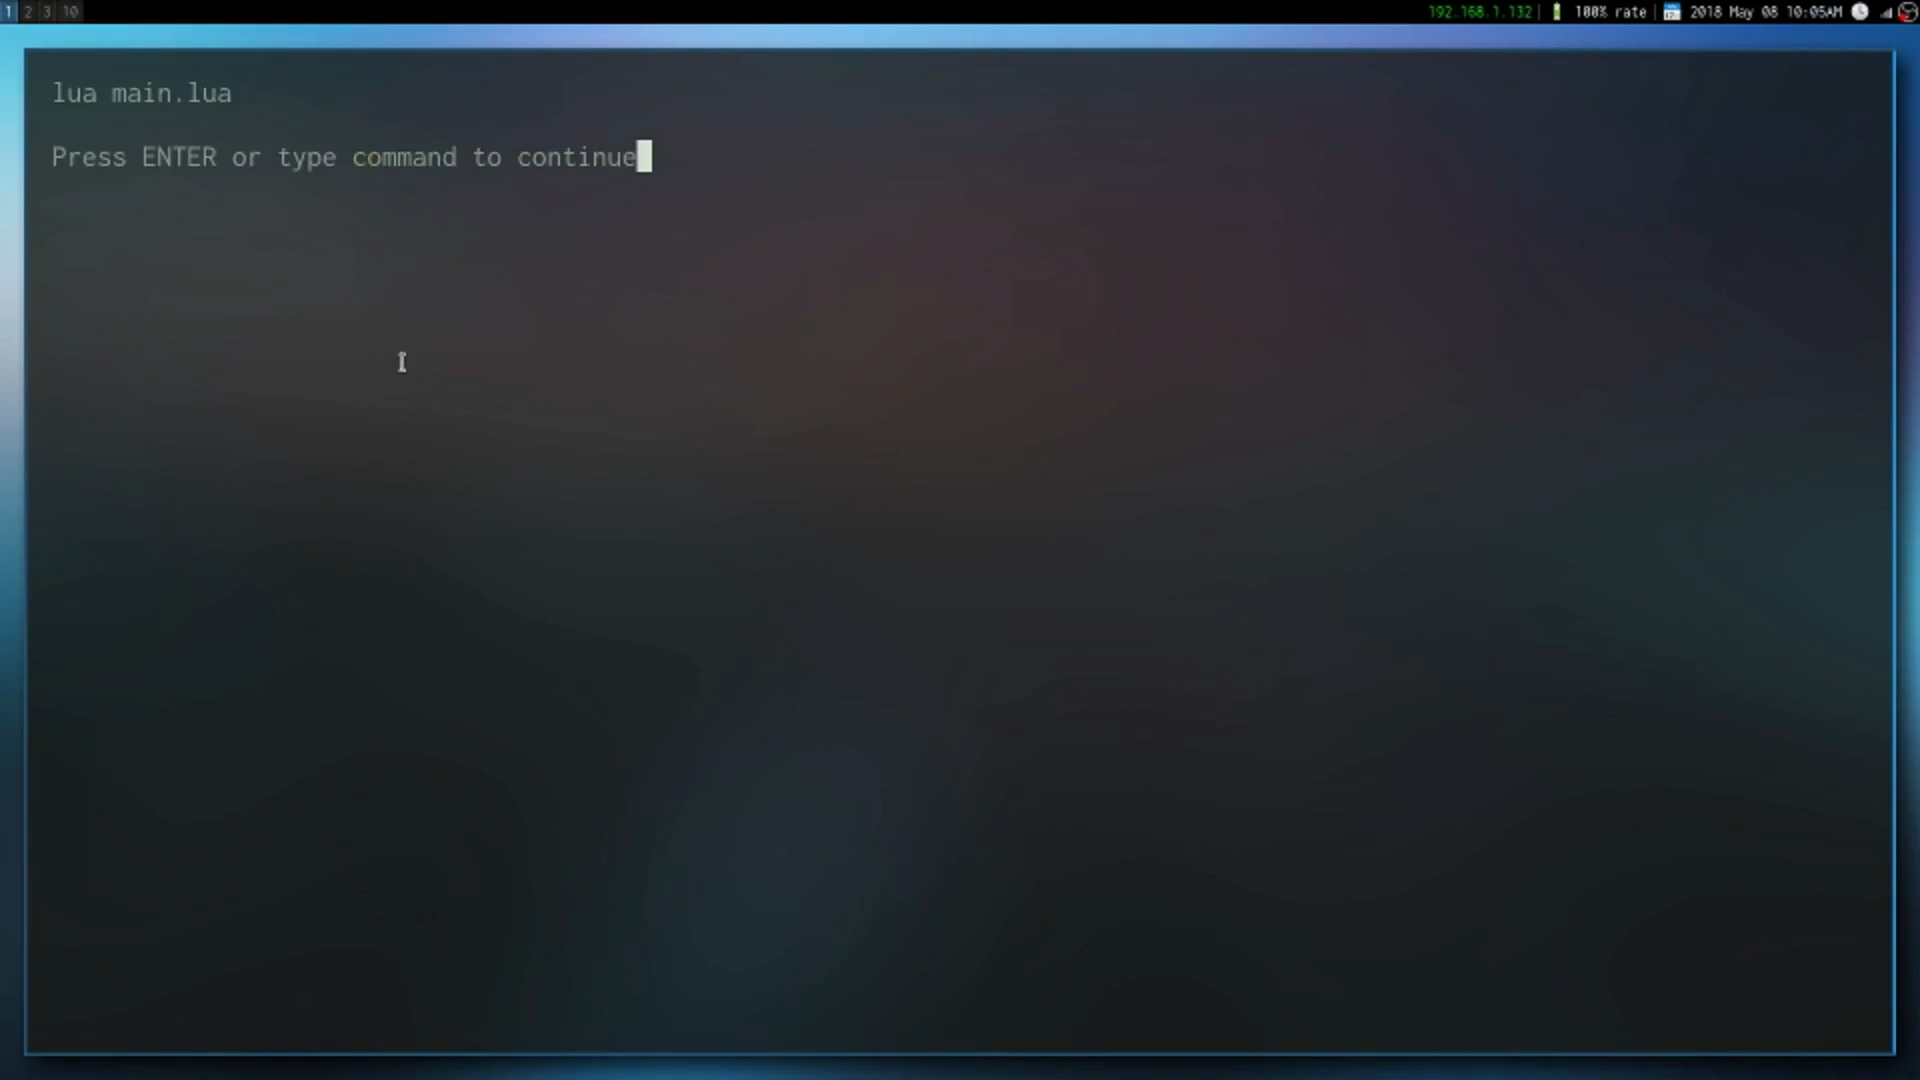 1 2 3 10 192.168.1.132 100% rate 2018 May 08 10:05AM
lua main.lua
Press ENTER or type command to continue